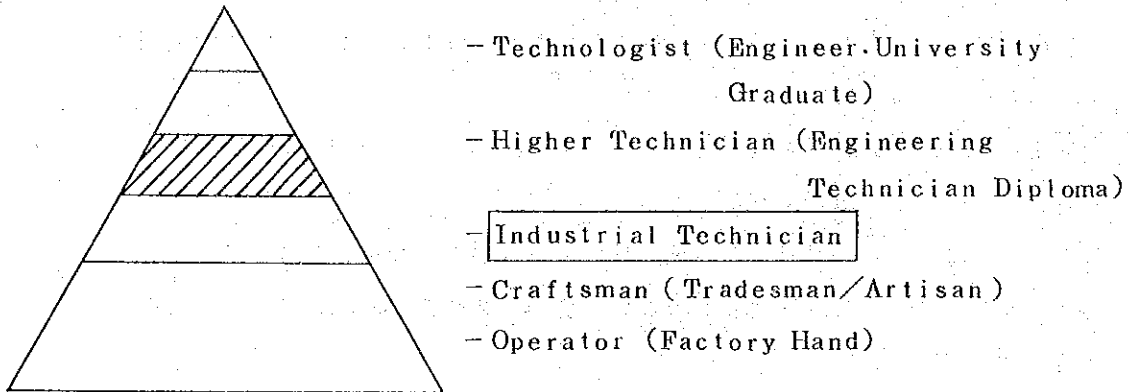 - Technologist (Engineer·University
Graduate)
- Higher Technician (Engineering
Technician Diploma)
- Industrial Technician
- Craftsman (Tradesman/Artisan)
- Operator (Factory Hand)